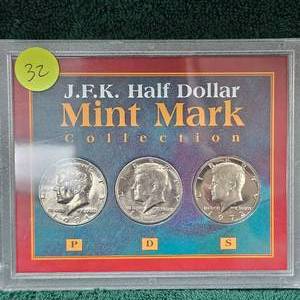 32
J.F.K. Half Dollar
Mint Mark
Collection
P D S